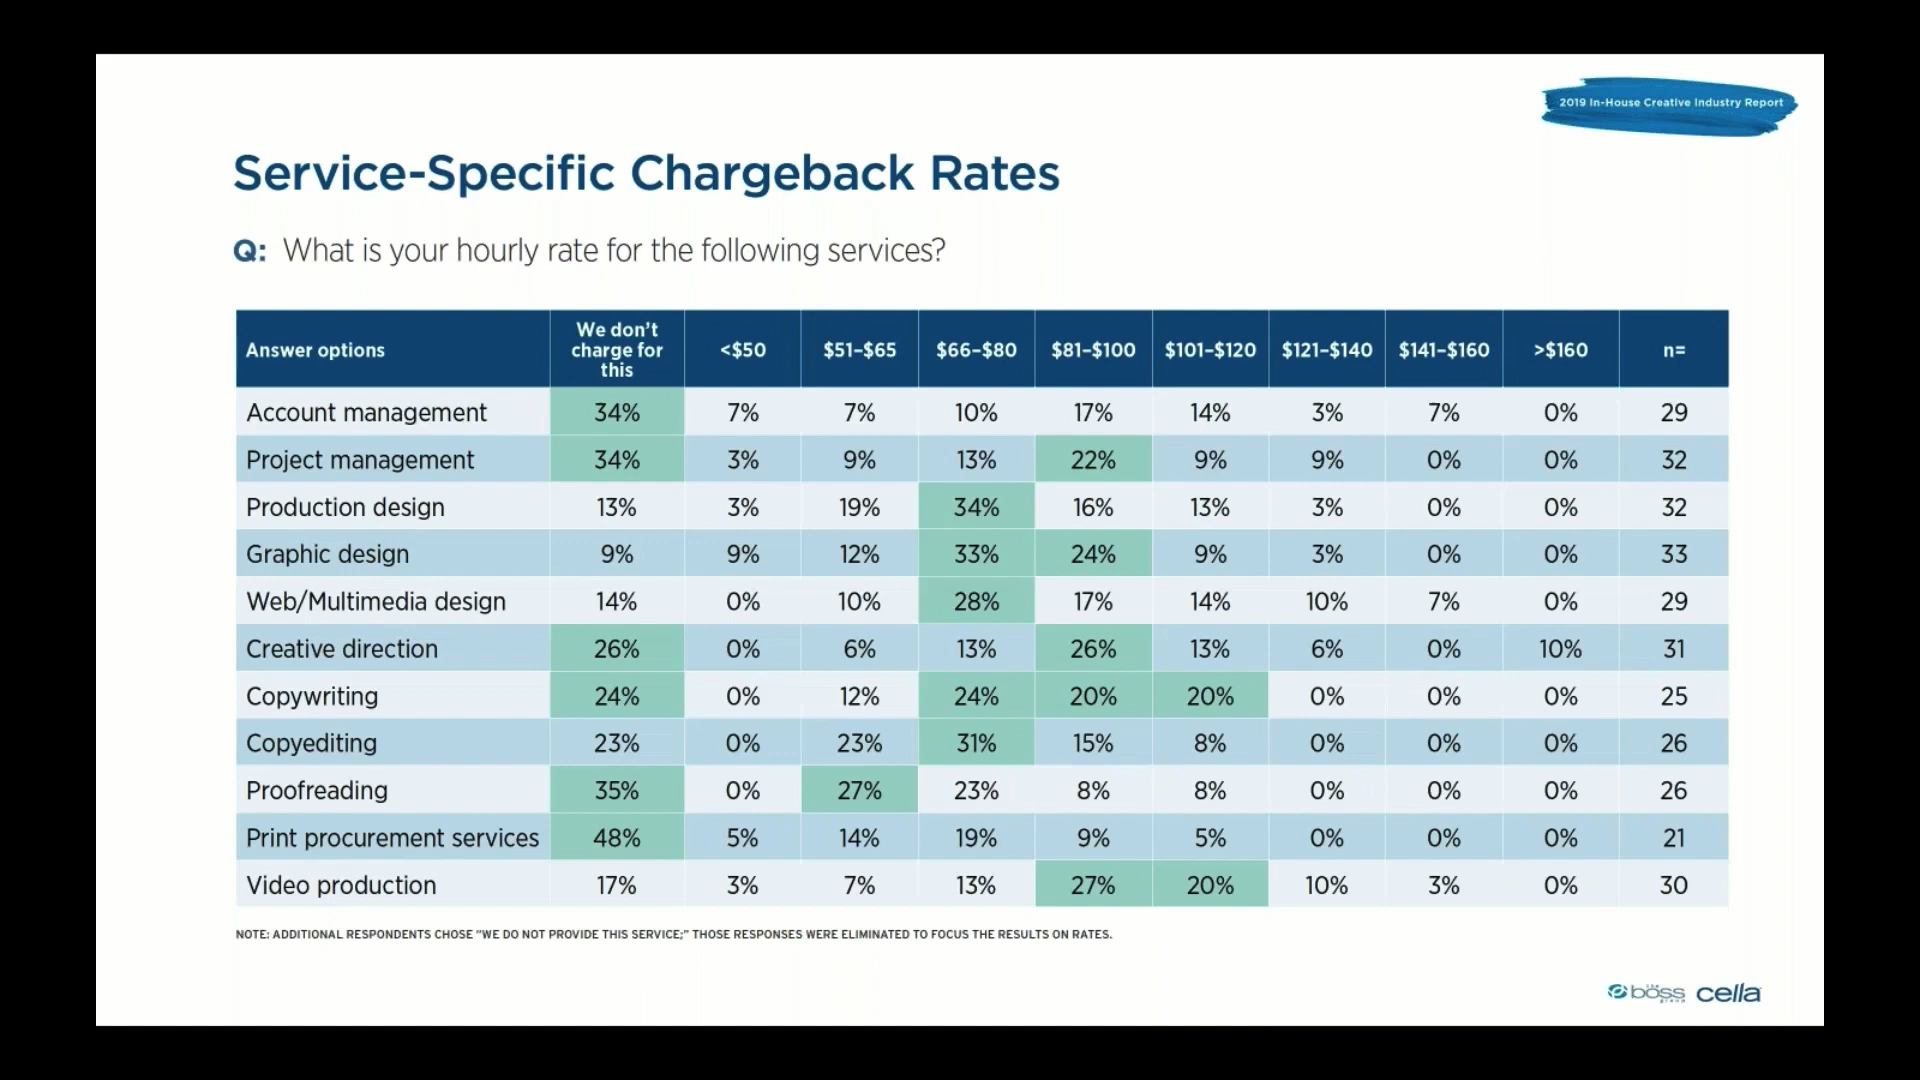 2019 In-House Creative Industry Report
Service-Specific Chargeback Rates
Q: What is your hourly rate for the following services?
Answer options We don't charge for this <$50 $51–$65 $66–$80 $81–$100 $101–$120 $121–$140 $141–$160 >$160 n=
Account management 34% 7% 7% 10% 17% 14% 3% 7% 0% 29
Project management 34% 3% 9% 13% 22% 9% 9% 0% 0% 32
Production design 13% 3% 19% 34% 16% 13% 3% 0% 0% 32
Graphic design 9% 9% 12% 33% 24% 9% 3% 0% 0% 33
Web/Multimedia design 14% 0% 10% 28% 17% 14% 10% 7% 0% 29
Creative direction 26% 0% 6% 13% 26% 13% 6% 0% 10% 31
Copywriting 24% 0% 12% 24% 20% 20% 0% 0% 0% 25
Copyediting 23% 0% 23% 31% 15% 8% 0% 0% 0% 26
Proofreading 35% 0% 27% 23% 8% 8% 0% 0% 0% 26
Print procurement services 48% 5% 14% 19% 9% 5% 0% 0% 0% 21
Video production 17% 3% 7% 13% 27% 20% 10% 3% 0% 30
NOTE: ADDITIONAL RESPONDENTS CHOSE "WE DO NOT PROVIDE THIS SERVICE;" THOSE RESPONSES WERE ELIMINATED TO FOCUS THE RESULTS ON RATES.
the boss group cella